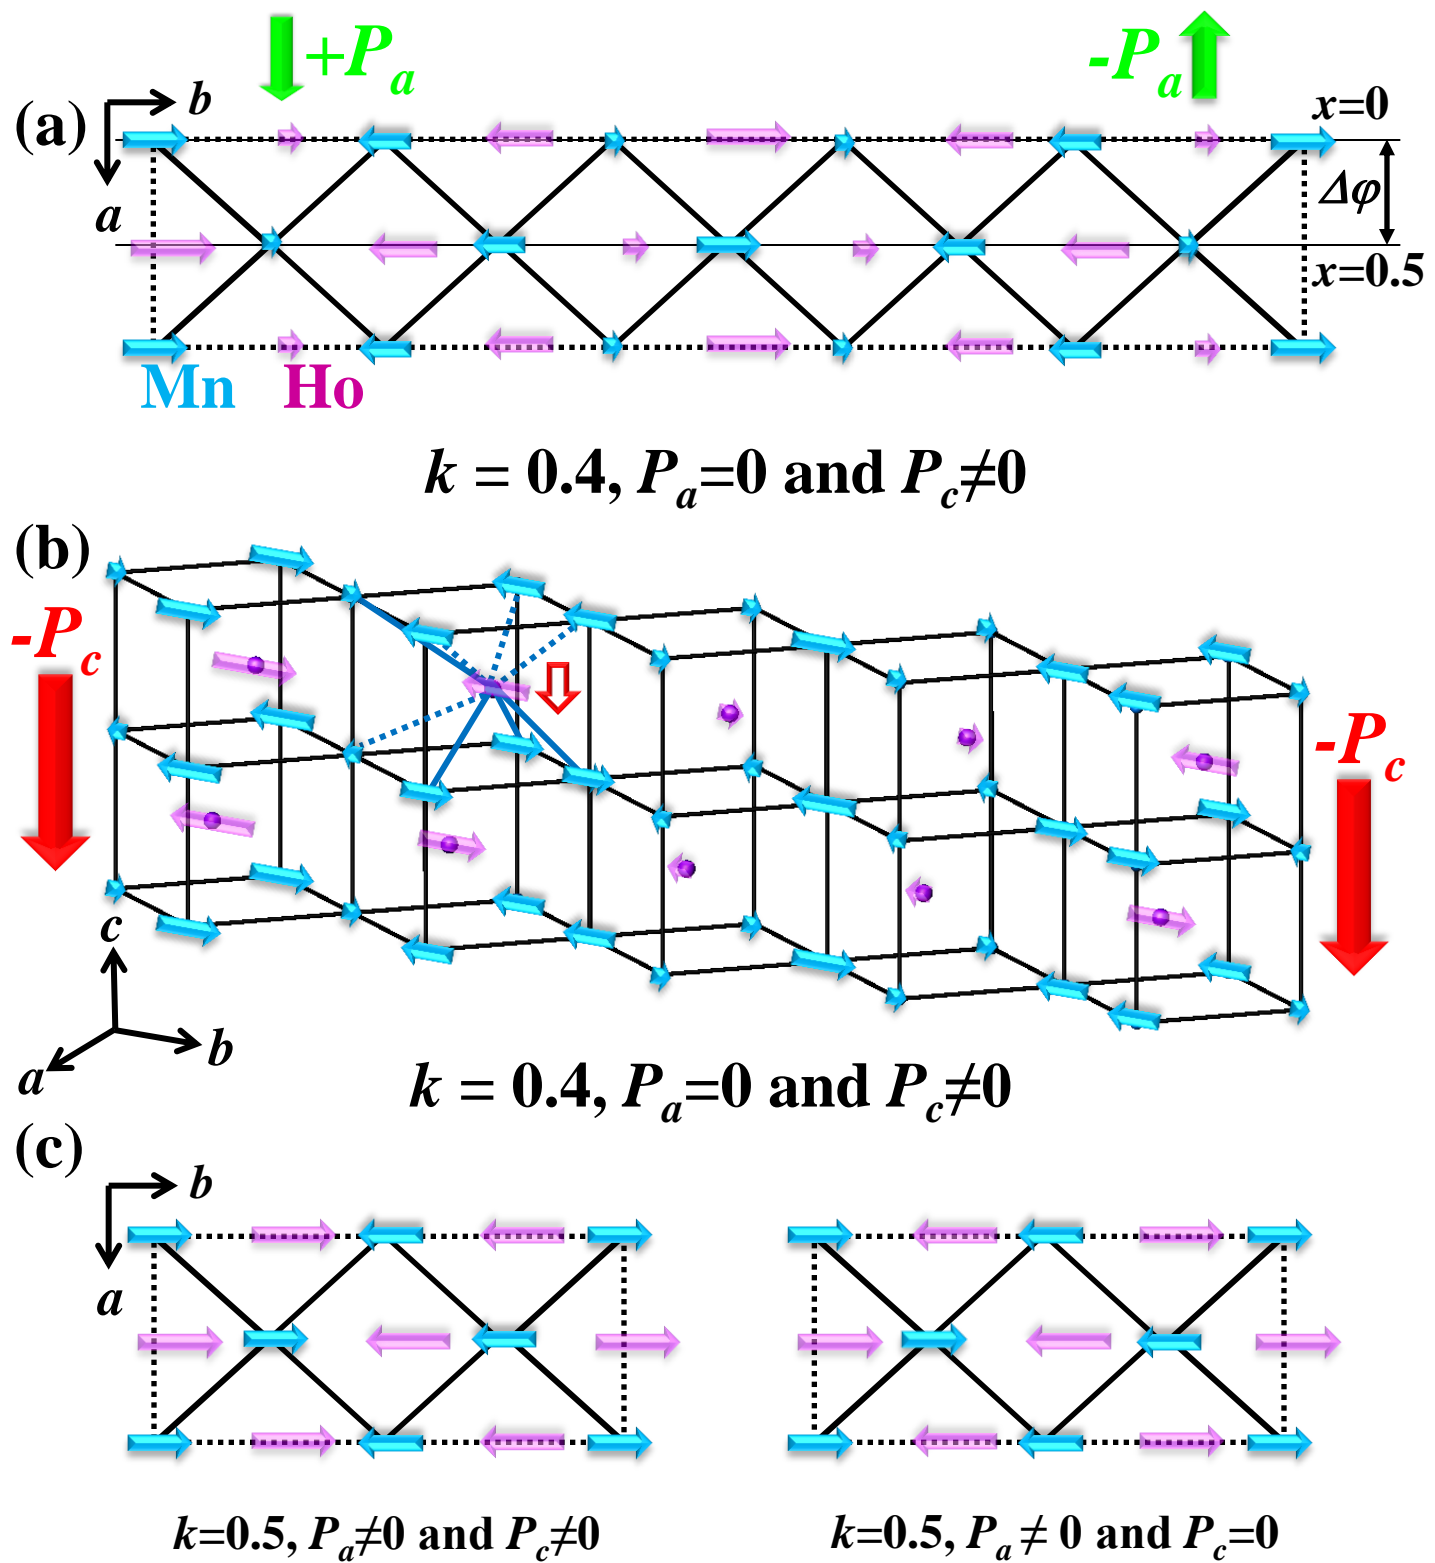 +Pa
-Pa
(a)
b
x=0
a
Δφ
x=0.5
Mn
Ho
k = 0.4, Pa=0 and Pc≠0
(b)
-Pc
-Pc
c
b
a
k = 0.4, Pa=0 and Pc≠0
(c)
b
a
k=0.5, Pa≠0 and Pc≠0
k=0.5, Pa≠ 0 and Pc=0